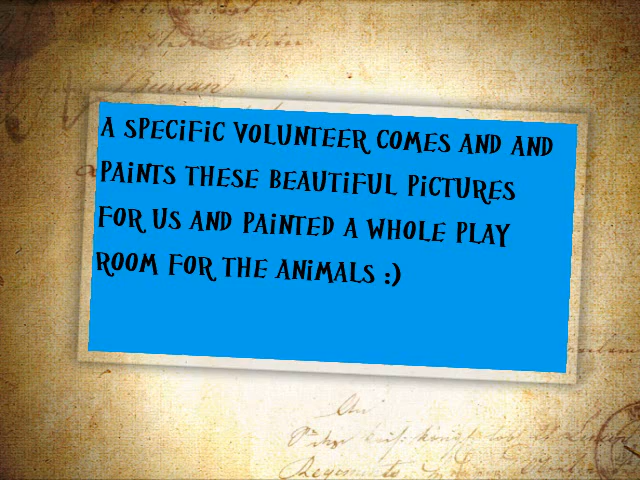 A SPECiFiC VOLUNTEER COMES AND AND
PAiNTS THESE BEAUTiFUL PiCTURES
FOR US AND PAiNTED A WHOLE PLAY
ROOM FOR THE ANiMALS :)